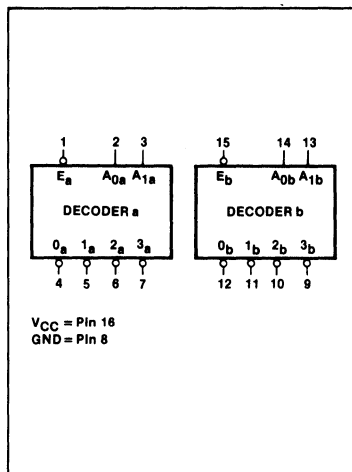 1 2 3 15 14 13
Ea A0a A1a Eb A0b A1b
DECODER a DECODER b
0a 1a 2a 3a 0b 1b 2b 3b
4 5 6 7 12 11 10 9
VCC = Pin 16
GND = Pin 8